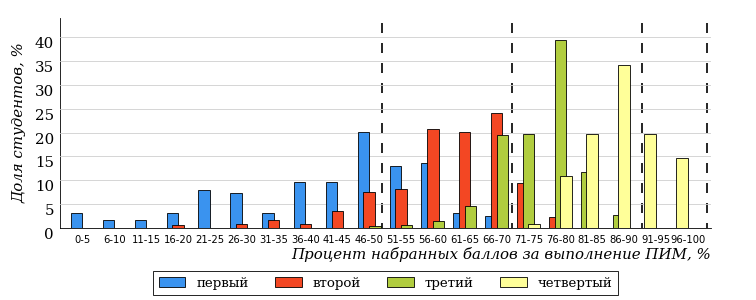 Доля студентов, %
40
35
30
25
20
15
10
5
0
0-5 6-10 11-15 16-20 21-25 26-30 31-35 36-40 41-45 46-50 51-55 56-60 61-65 66-70 71-75 76-80 81-85 86-90 91-95 96-100
Процент набранных баллов за выполнение ПИМ, %
первый второй третий четвертый